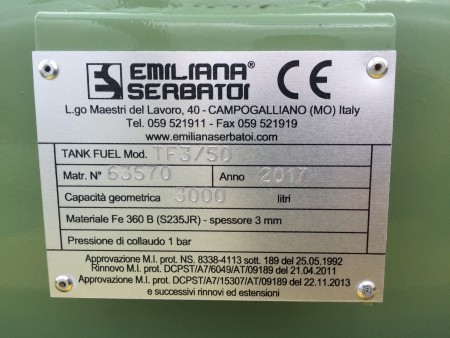 EMILIANA®
SERBATOI CE
L.go Maestri del Lavoro, 40 - CAMPOGALLIANO (MO) Italy
Tel. 059 521911 - Fax 059 521919
www.emilianaserbatoi.com
TANK FUEL Mod. TF3/50
Matr. N° 63570 Anno 2017
Capacità geometrica 3000 litri
Materiale Fe 360 B (S235JR) - spessore 3 mm
Pressione di collaudo 1 bar
Approvazione M.I. prot. NS. 8338-4113 sott. 189 del 25.05.1992
Rinnovo M.I. prot. DCPST/A7/6049/AT/09189 del 21.04.2011
Approvazione M.I. prot. DCPST/A7/15307/AT/09189 del 22.11.2013
e successivi rinnovi ed estensioni